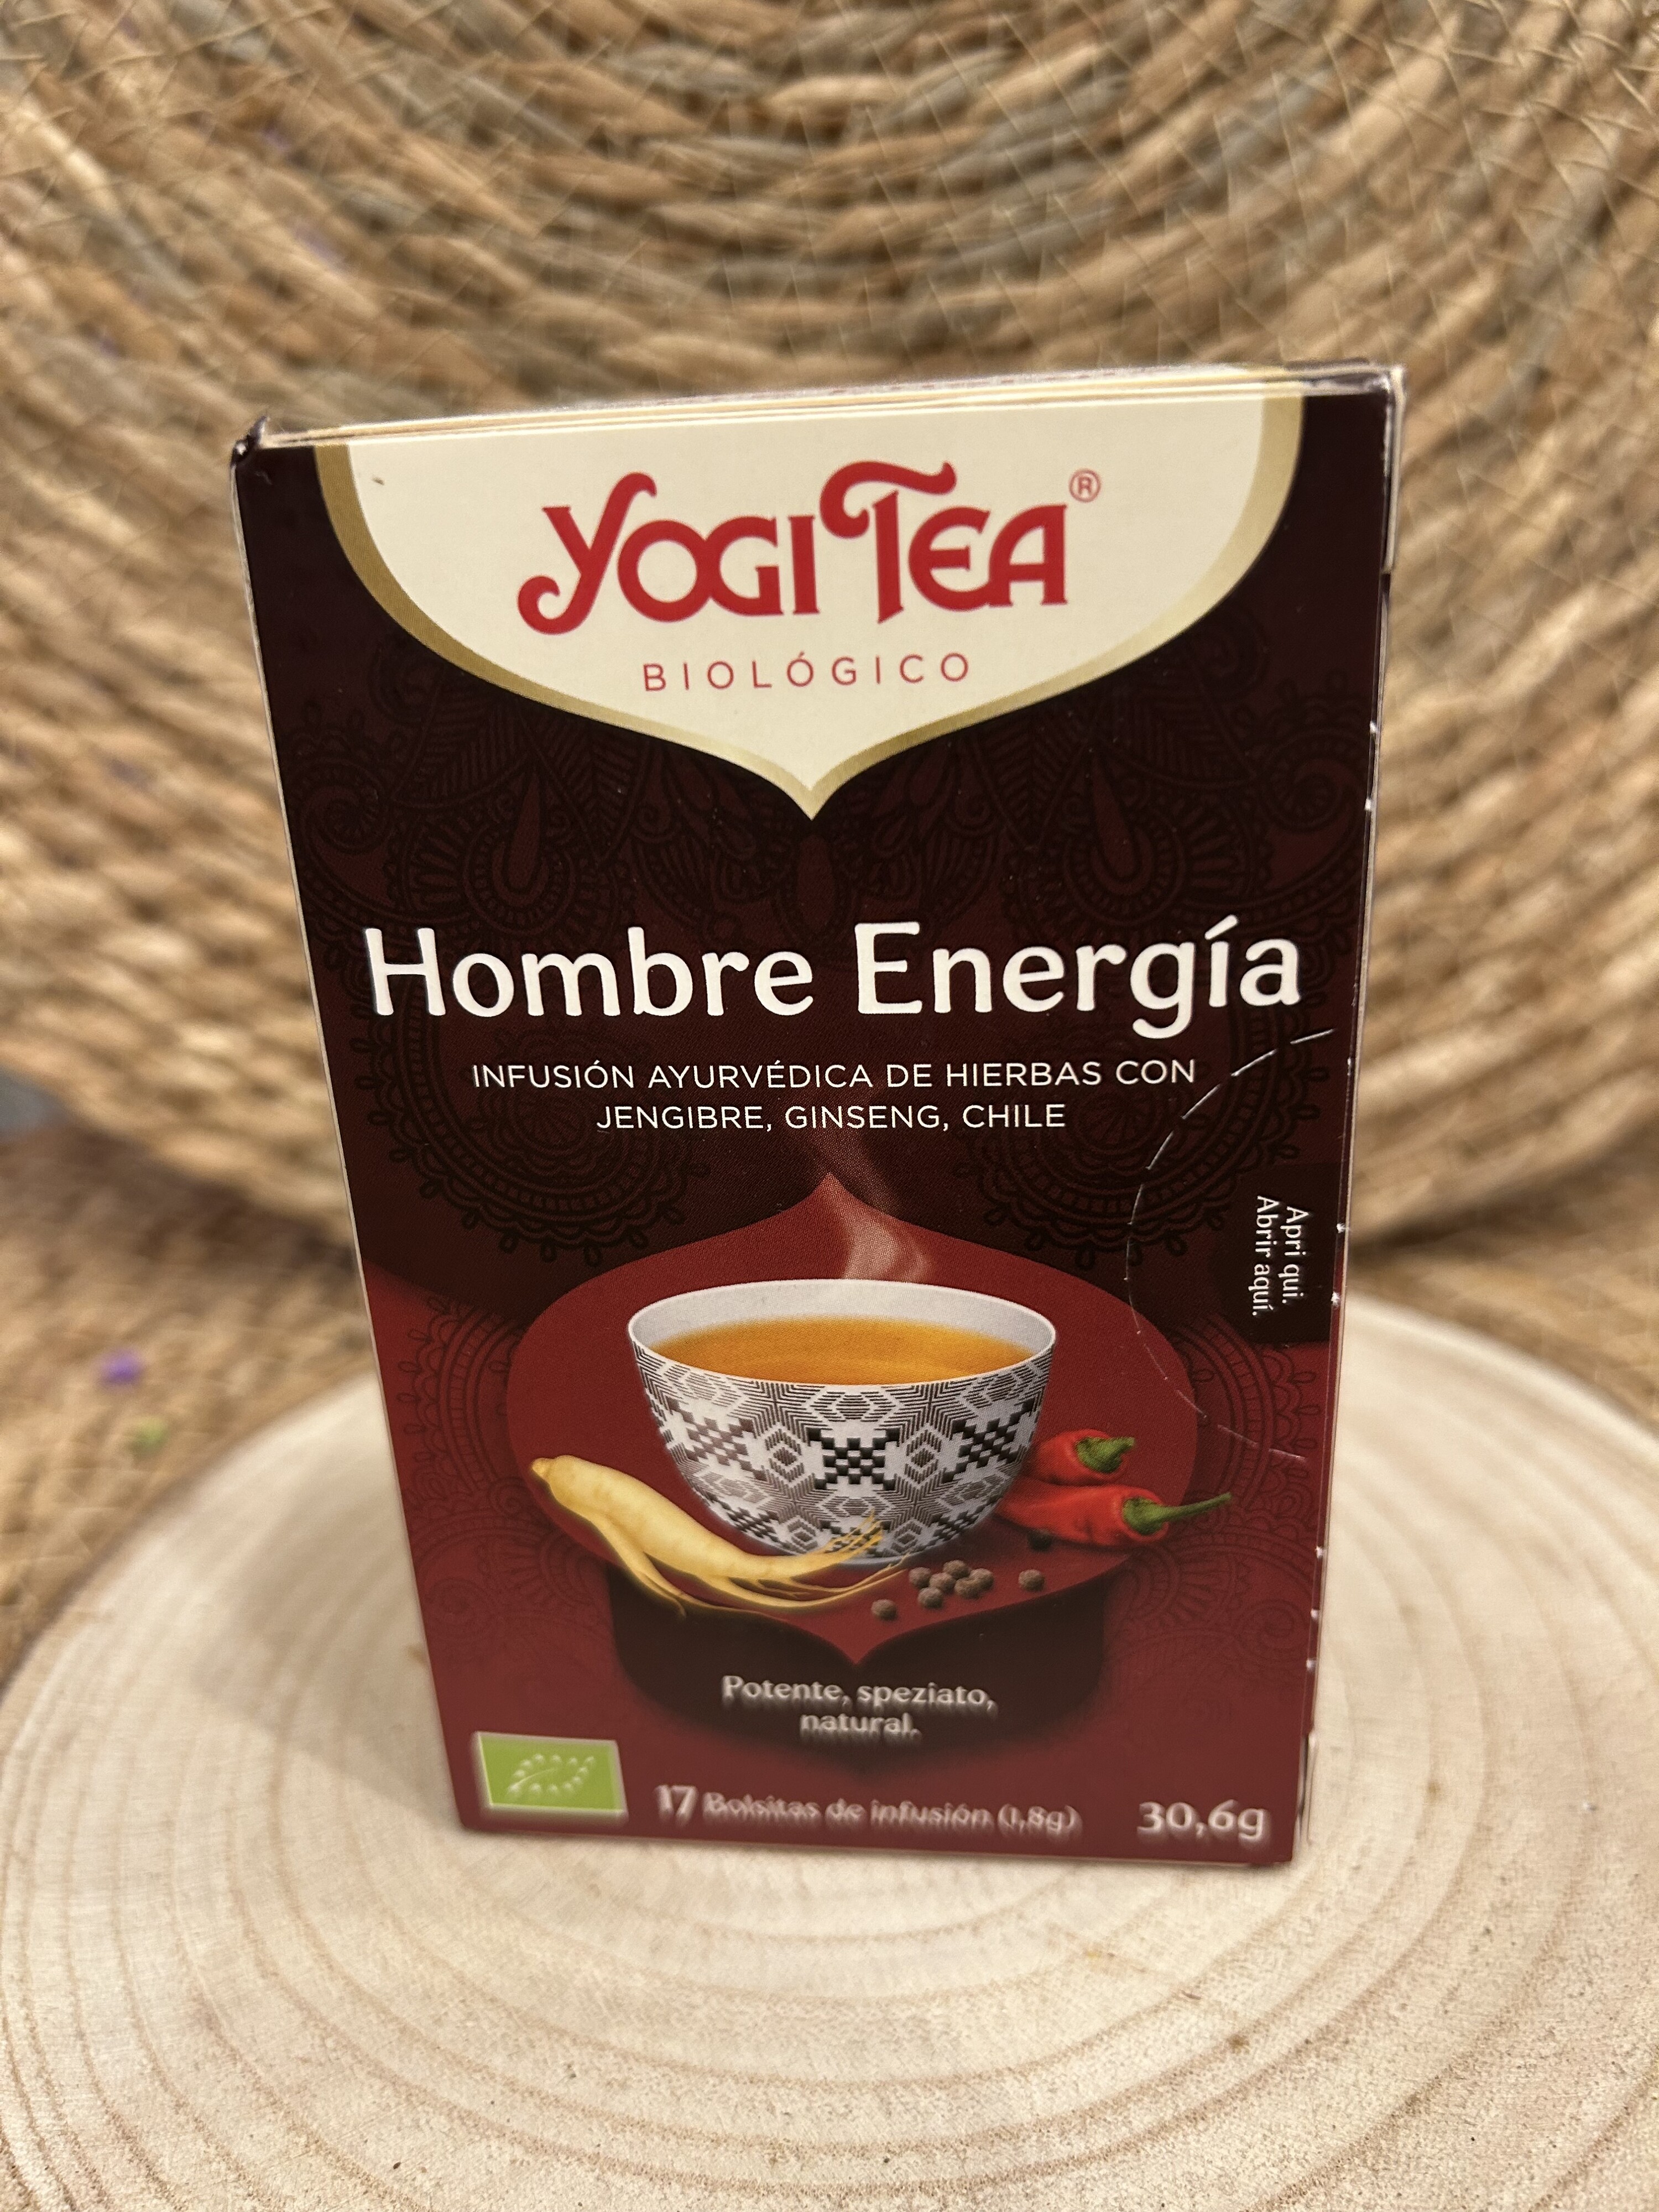 YOGI TEA®
BIOLÓGICO
Hombre Energía
INFUSIÓN AYURVÉDICA DE HIERBAS CON
JENGIBRE, GINSENG, CHILE
Apri qui.
Abrir aquí.
Potente, speziato,
natural.
17 Bolsitas de infusión (1,8g) 30,6g